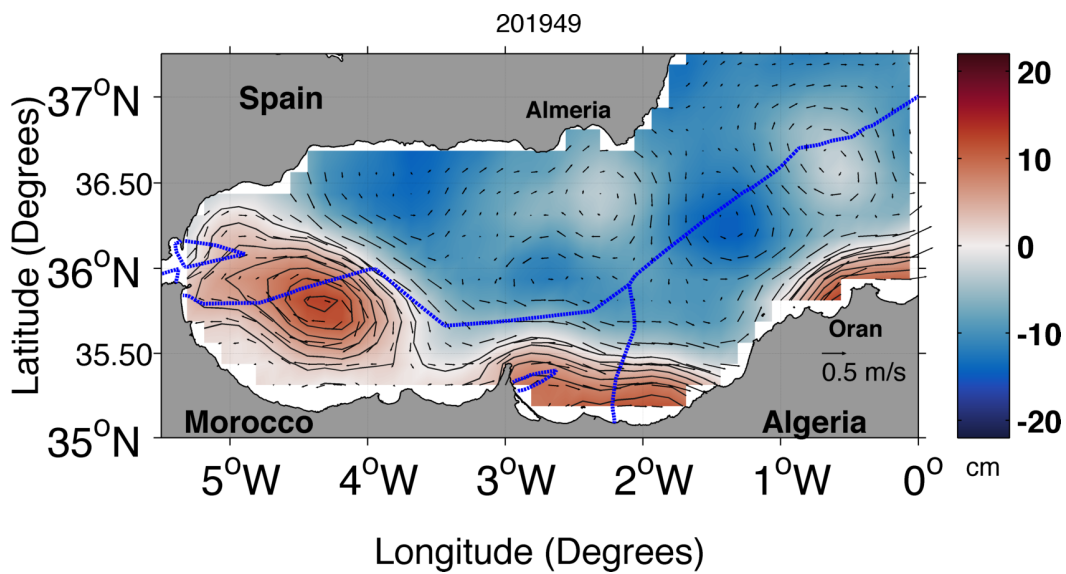 201949
Latitude (Degrees)
37°N
36.50
36°N
35.50
35°N
Spain
Almeria
Oran
0.5 m/s
Morocco
Algeria
5°W
4°W
3°W
2°W
1°W
0°
Longitude (Degrees)
20
10
0
-10
-20
cm